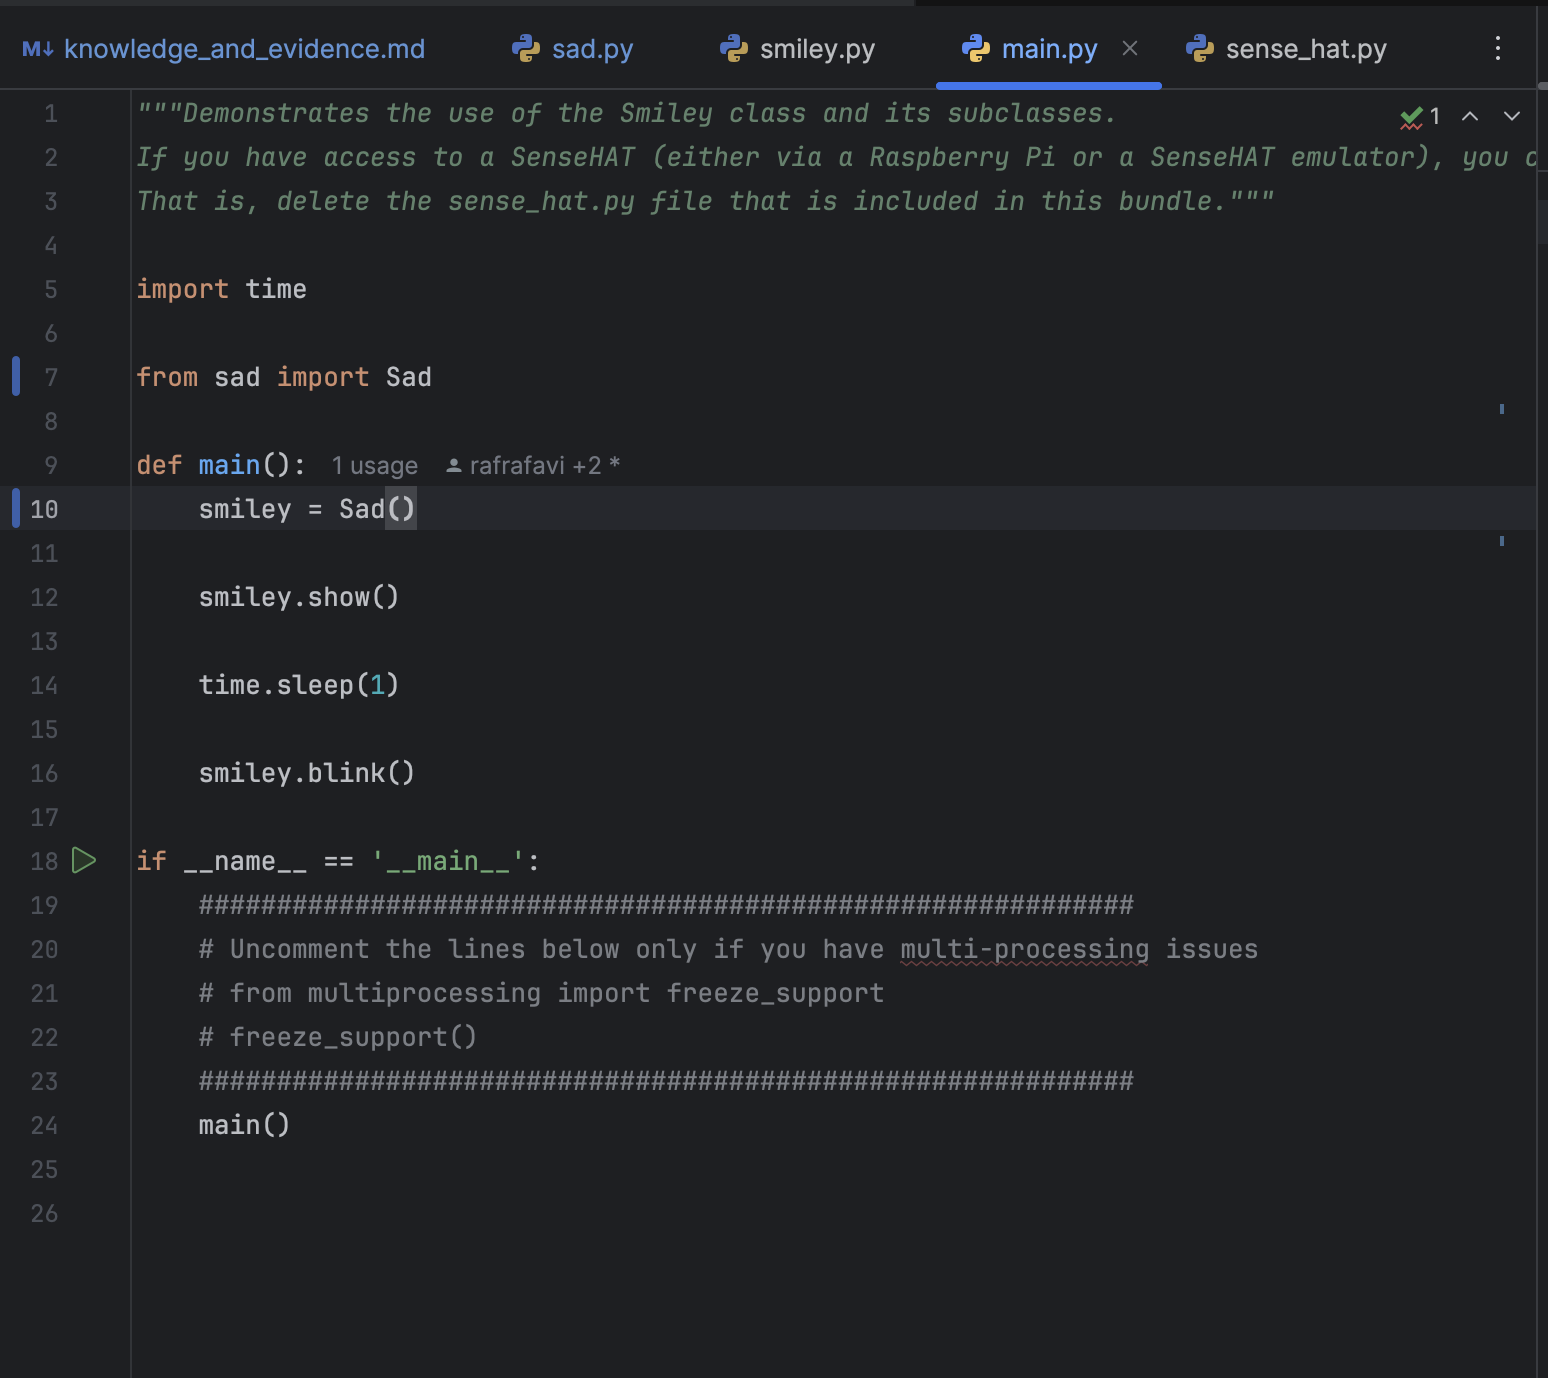 M↓ knowledge_and_evidence.md sad.py smiley.py main.py × sense_hat.py
1 """Demonstrates the use of the Smiley class and its subclasses. 1
2 If you have access to a SenseHAT (either via a Raspberry Pi or a SenseHAT emulator), you
3 That is, delete the sense_hat.py file that is included in this bundle."""
4
5 import time
6
7 from sad import Sad
8
9 def main(): 1 usage rafrafavi +2 *
10 smiley = Sad()
11
12 smiley.show()
13
14 time.sleep(1)
15
16 smiley.blink()
17
18 if __name__ == '__main__':
19 ############################################################
20 # Uncomment the lines below only if you have multi-processing issues
21 # from multiprocessing import freeze_support
22 # freeze_support()
23 ############################################################
24 main()
25
26